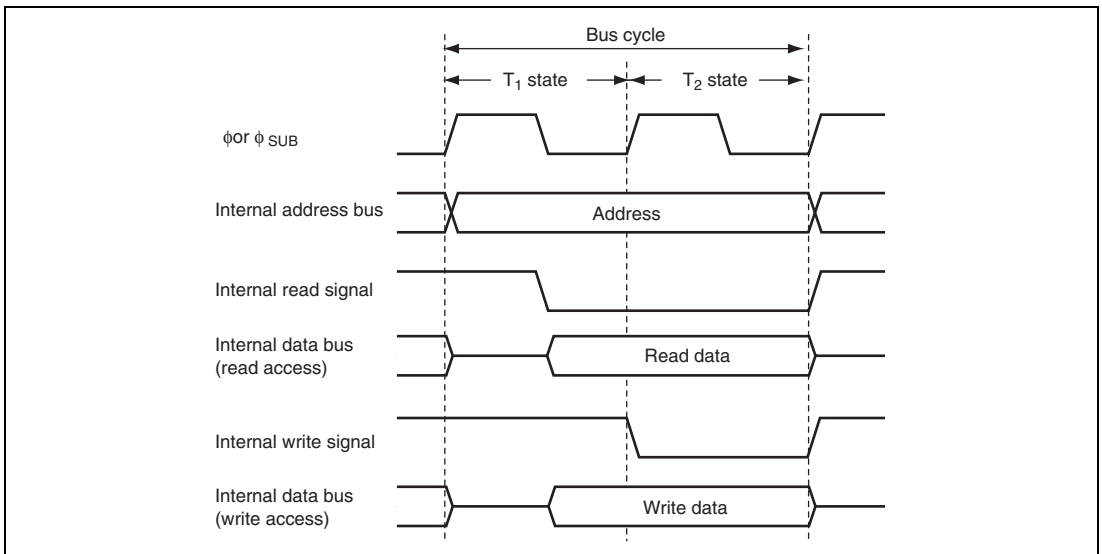 Bus cycle
T₁ state
T₂ state
ϕor ϕ SUB
Internal address bus
Address
Internal read signal
Internal data bus
(read access)
Read data
Internal write signal
Internal data bus
(write access)
Write data